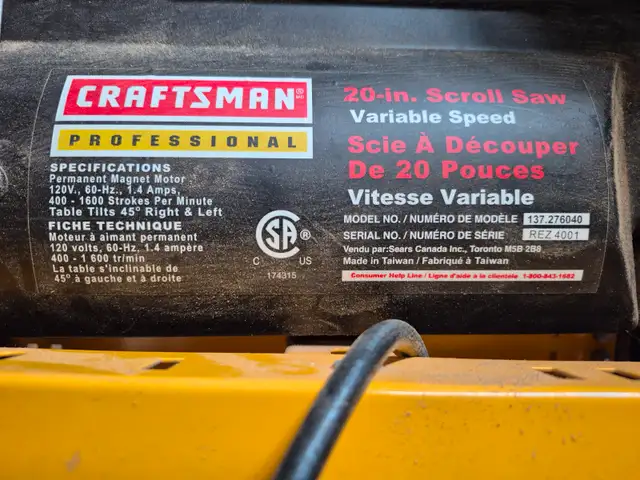 CRAFTSMAN®
MD
PROFESSIONAL
SPECIFICATIONS
Permanent Magnet Motor
120V., 60-Hz., 1.4 Amps,
400 - 1600 Strokes Per Minute
Table Tilts 45° Right & Left
FICHE TECHNIQUE
Moteur à aimant permanent
120 volts, 60-Hz, 1.4 ampère
400 - 1 600 tr/min
La table s'inclinable de
45° à gauche et à droite
SA
C US
174315
20-in. Scroll Saw
Variable Speed
Scie À Découper
De 20 Pouces
Vitesse Variable
MODEL NO. / NUMÉRO DE MODÈLE 137.276040
SERIAL NO. / NUMÉRO DE SÉRIE REZ 4001
Vendu par:Sears Canada Inc., Toronto M5B 2B8
Made in Taiwan / Fabriqué à Taiwan
Consumer Help Line / Ligne d'aide a la clientele 1-800-843-1682